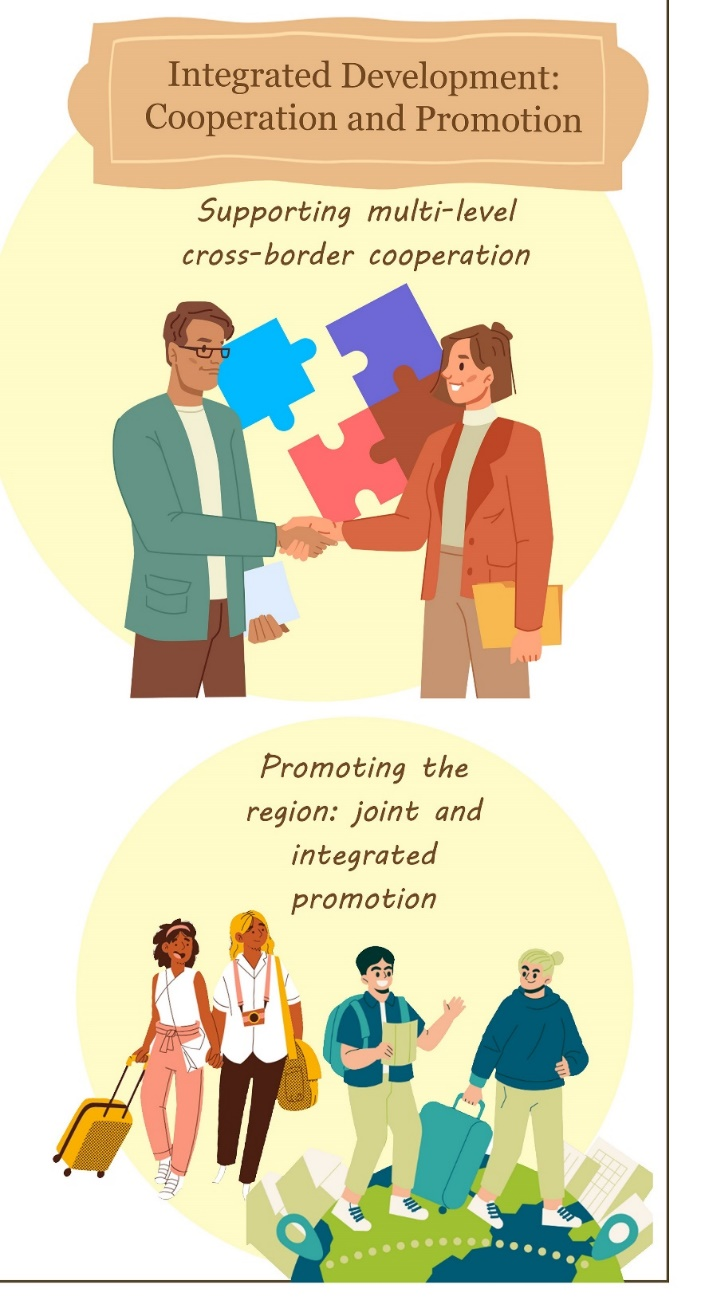 Integrated Development:
Cooperation and Promotion
Supporting multi-level
cross-border cooperation
Promoting the
region: joint and
integrated
promotion